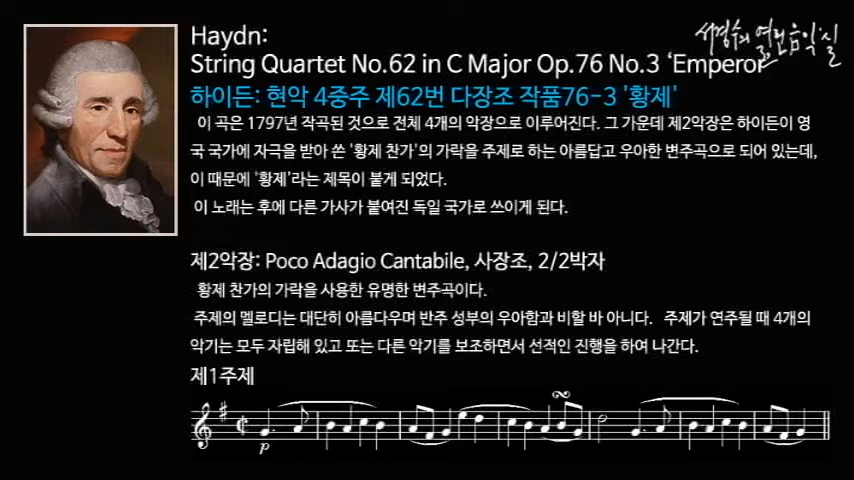 서경수의 열린음악실
Haydn:
String Quartet No.62 in C Major Op.76 No.3 ‘Emperor’
하이든: 현악 4중주 제62번 다장조 작품76-3 '황제'
이 곡은 1797년 작곡된 것으로 전체 4개의 악장으로 이루어진다. 그 가운데 제2악장은 하이든이 영
국 국가에 자극을 받아 쓴 '황제 찬가'의 가락을 주제로 하는 아름답고 우아한 변주곡으로 되어 있는데,
이 때문에 '황제'라는 제목이 붙게 되었다.
이 노래는 후에 다른 가사가 붙여진 독일 국가로 쓰이게 된다.
제2악장: Poco Adagio Cantabile, 사장조, 2/2박자
황제 찬가의 가락을 사용한 유명한 변주곡이다.
주제의 멜로디는 대단히 아름다우며 반주 성부의 우아함과 비할 바 아니다. 주제가 연주될 때 4개의
악기는 모두 자립해 있고 또는 다른 악기를 보조하면서 선적인 진행을 하여 나간다.
제1주제
p